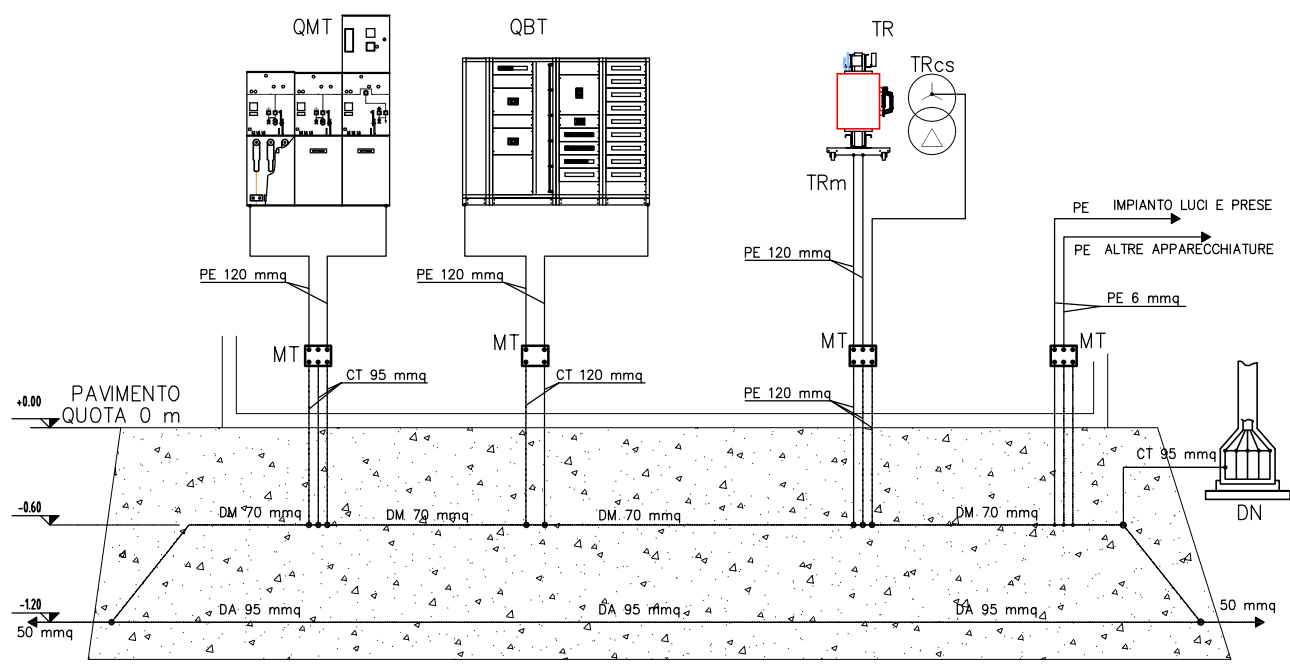 QMT
QBT
TR
TRcs
TRm
PE IMPIANTO LUCI E PRESE
PE ALTRE APPARECCHIATURE
PE 120 mmq
PE 120 mmq
PE 120 mmq
PE 6 mmq
MT
MT
MT
MT
CT 95 mmq
CT 120 mmq
PE 120 mmq
PAVIMENTO
QUOTA 0 m
+0.00
CT 95 mmq
DN
-0.60
DM 70 mmq
DM 70 mmq
DM 70 mmq
DM 70 mmq
-1.20
DA 95 mmq
DA 95 mmq
DA 95 mmq
50 mmq
50 mmq